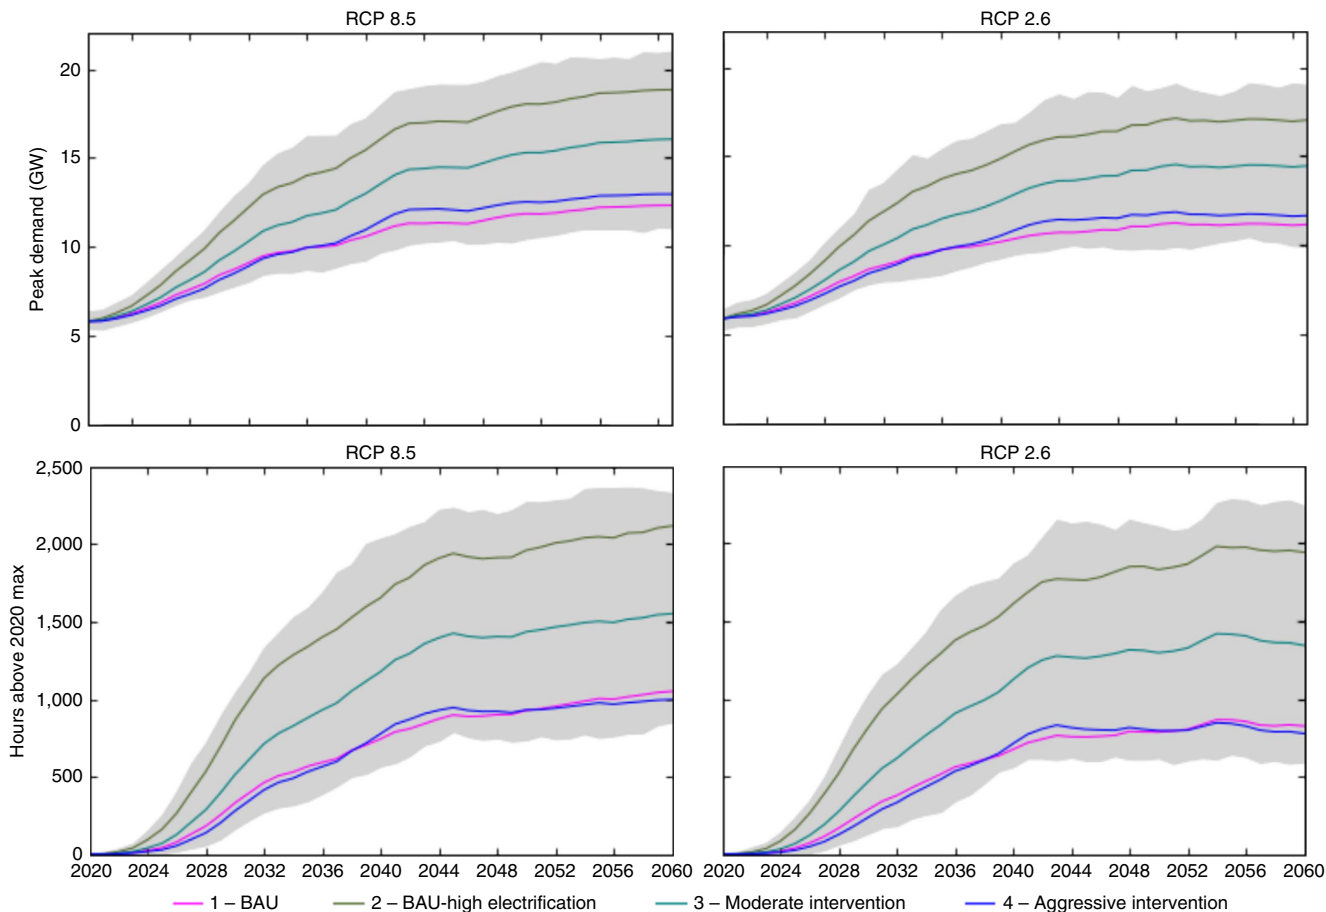 RCP 8.5
RCP 2.6
20
15
10
5
0
Peak demand (GW)
RCP 8.5
RCP 2.6
2,500
2,000
1,500
1,000
500
0
Hours above 2020 max
2020 2024 2028 2032 2036 2040 2044 2048 2052 2056 2060
2020 2024 2028 2032 2036 2040 2044 2048 2052 2056 2060
1 – BAU
2 – BAU-high electrification
3 – Moderate intervention
4 – Aggressive intervention